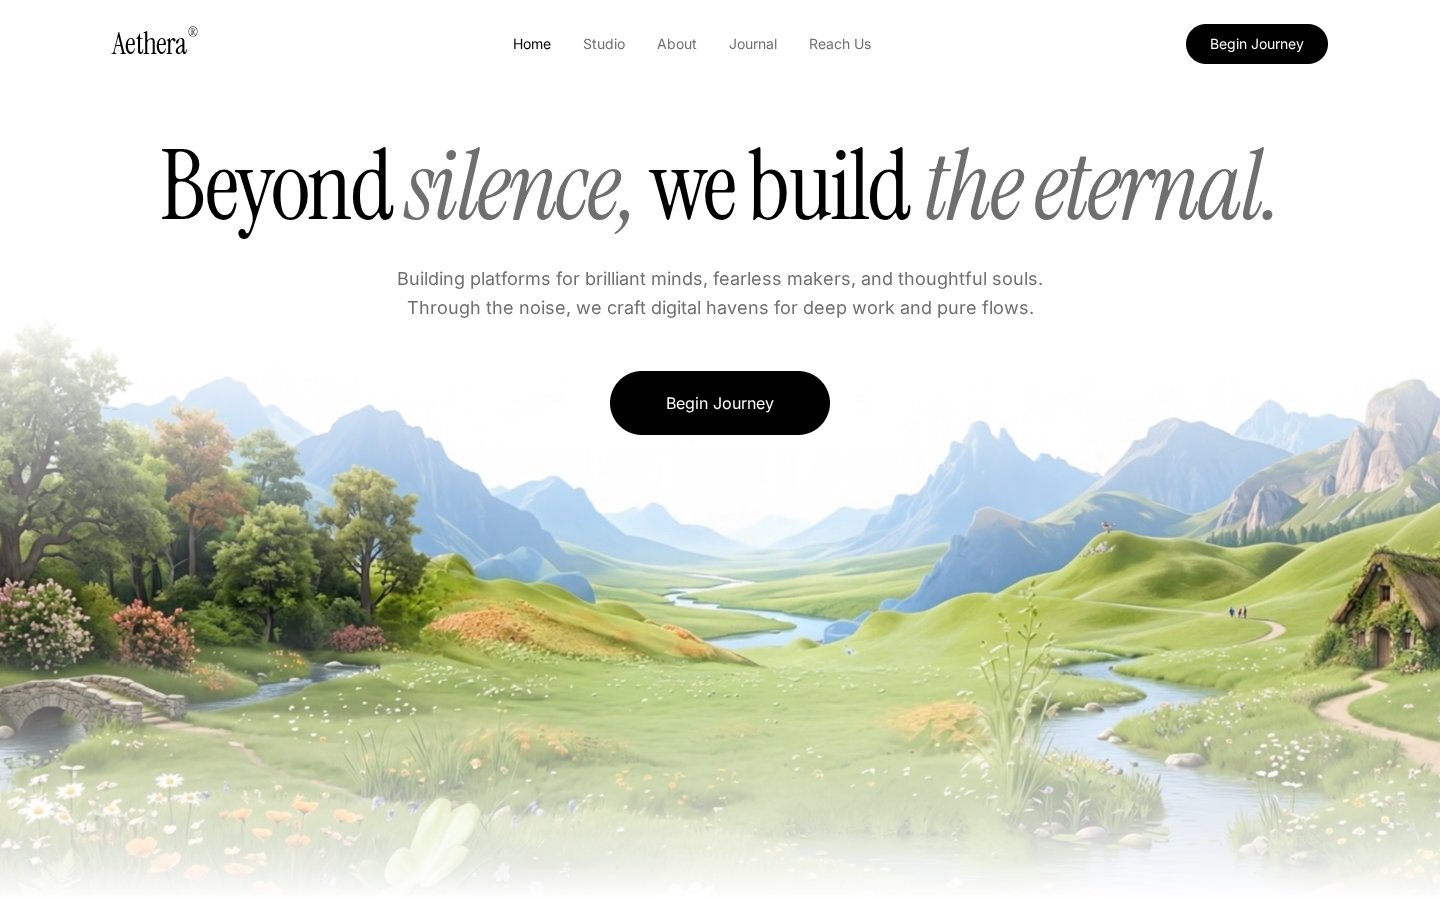 Aethera®
Home
Studio
About
Journal
Reach Us
Begin Journey
Beyond silence, we build the eternal.
Building platforms for brilliant minds, fearless makers, and thoughtful souls.
Through the noise, we craft digital havens for deep work and pure flows.
Begin Journey